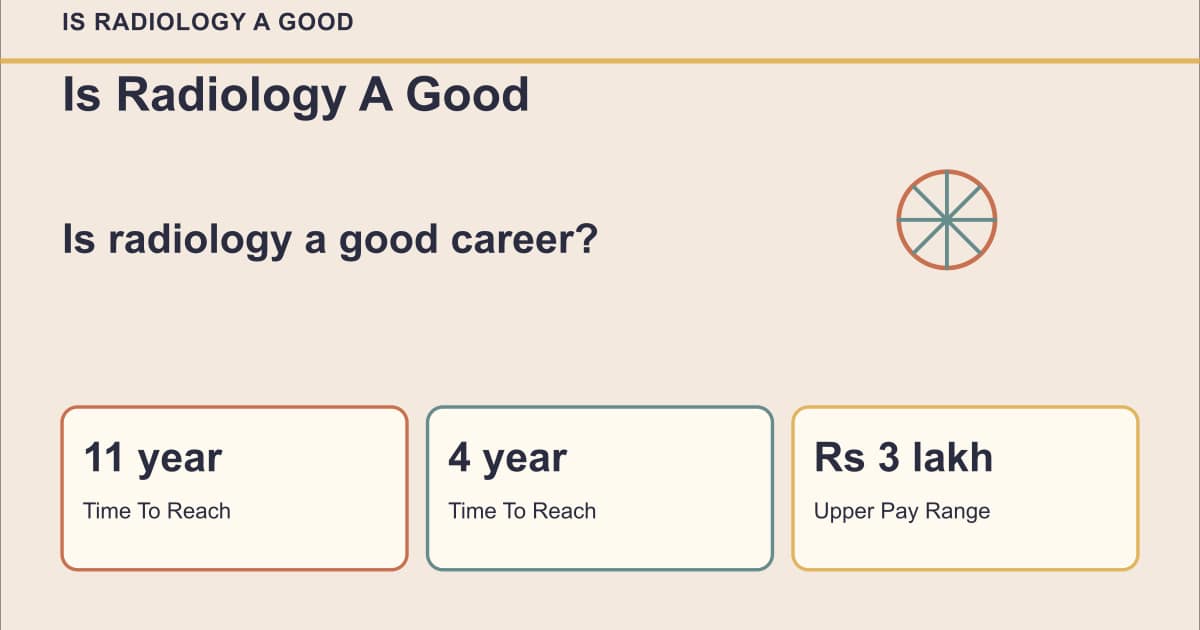 IS RADIOLOGY A GOOD
Is Radiology A Good
Is radiology a good career?
11 year
Time To Reach
4 year
Time To Reach
Rs 3 lakh
Upper Pay Range